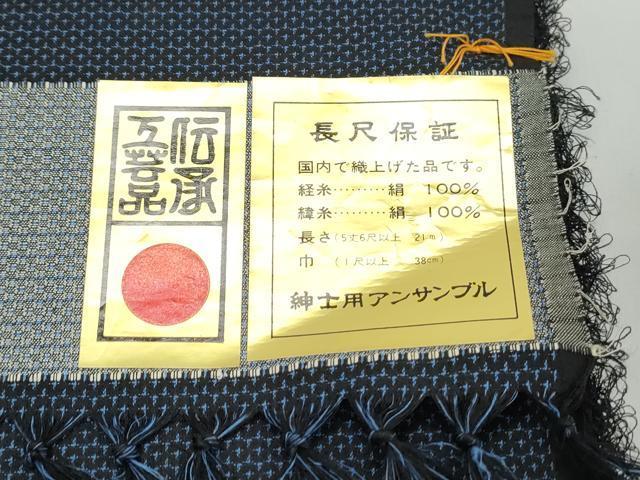 伝承
工芸品
長尺保証
国内で織上げた品です。
経糸………絹 100%
緯糸………絹 100%
長さ(5丈6尺以上 21m)
巾 (1尺以上 38cm)
紳士用アンサンブル